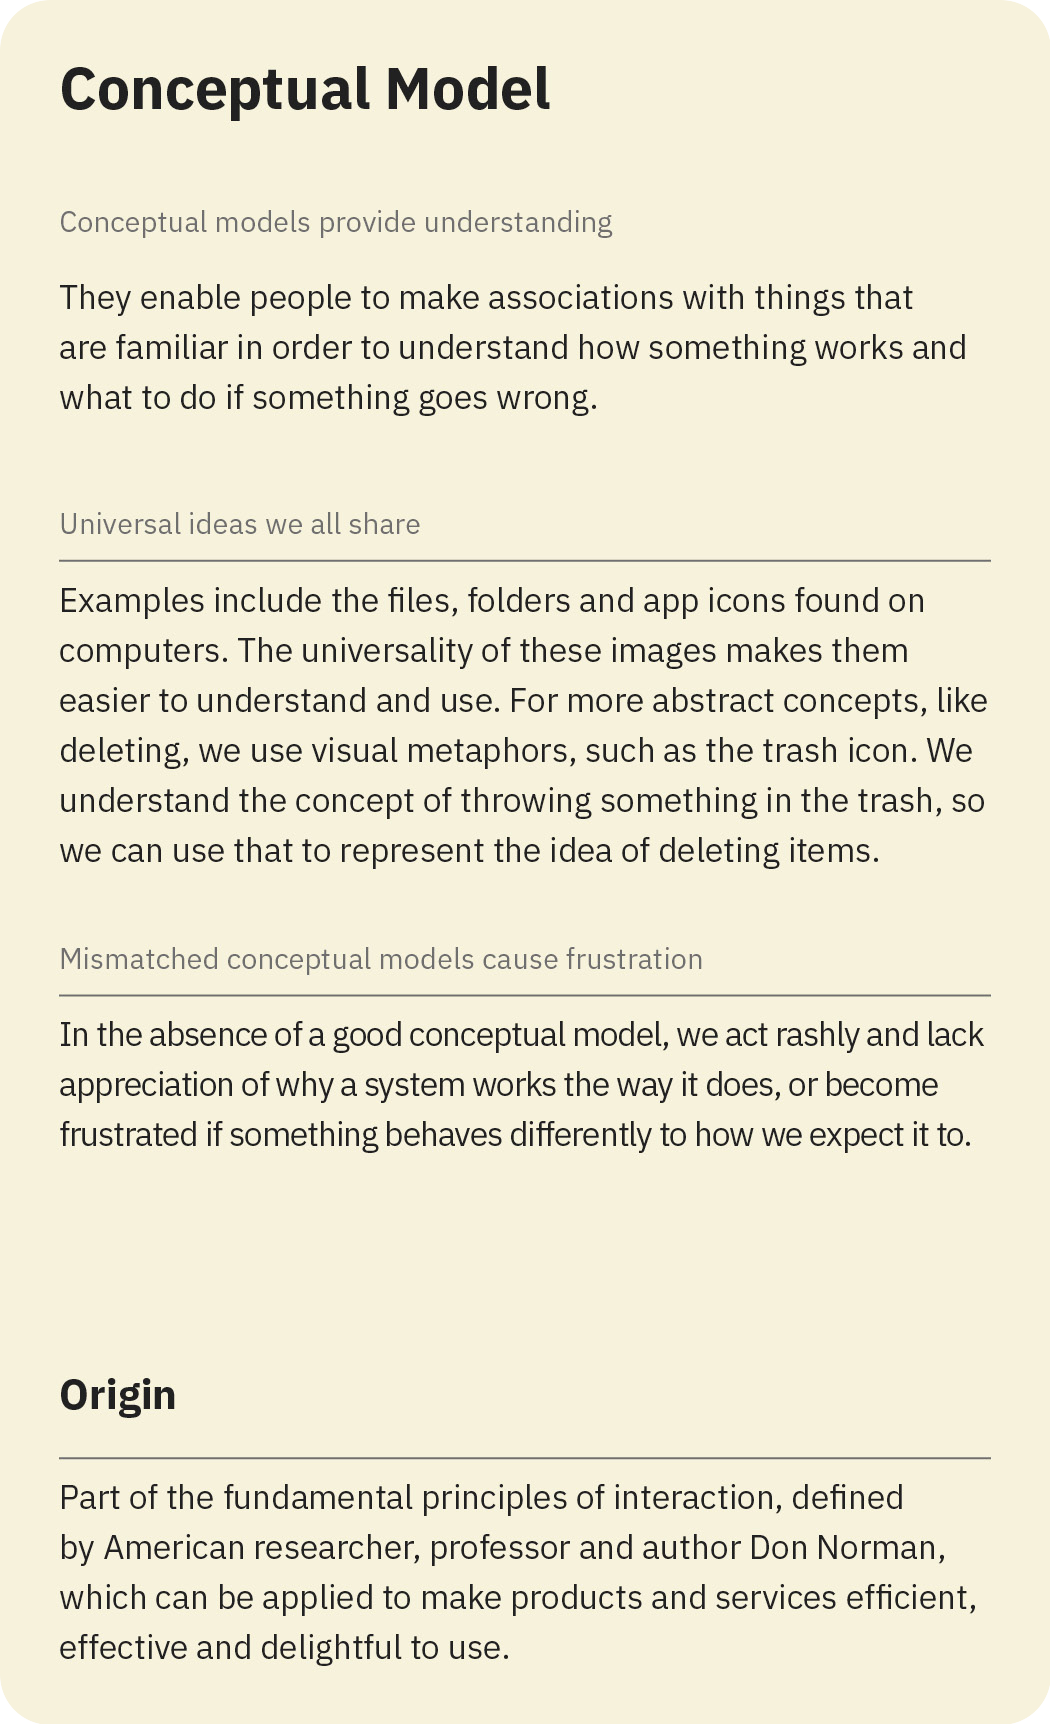 Conceptual Model
Conceptual models provide understanding
They enable people to make associations with things that
are familiar in order to understand how something works and
what to do if something goes wrong.
Universal ideas we all share
Examples include the files, folders and app icons found on
computers. The universality of these images makes them
easier to understand and use. For more abstract concepts, like
deleting, we use visual metaphors, such as the trash icon. We
understand the concept of throwing something in the trash, so
we can use that to represent the idea of deleting items.
Mismatched conceptual models cause frustration
In the absence of a good conceptual model, we act rashly and lack
appreciation of why a system works the way it does, or become
frustrated if something behaves differently to how we expect it to.
Origin
Part of the fundamental principles of interaction, defined
by American researcher, professor and author Don Norman,
which can be applied to make products and services efficient,
effective and delightful to use.